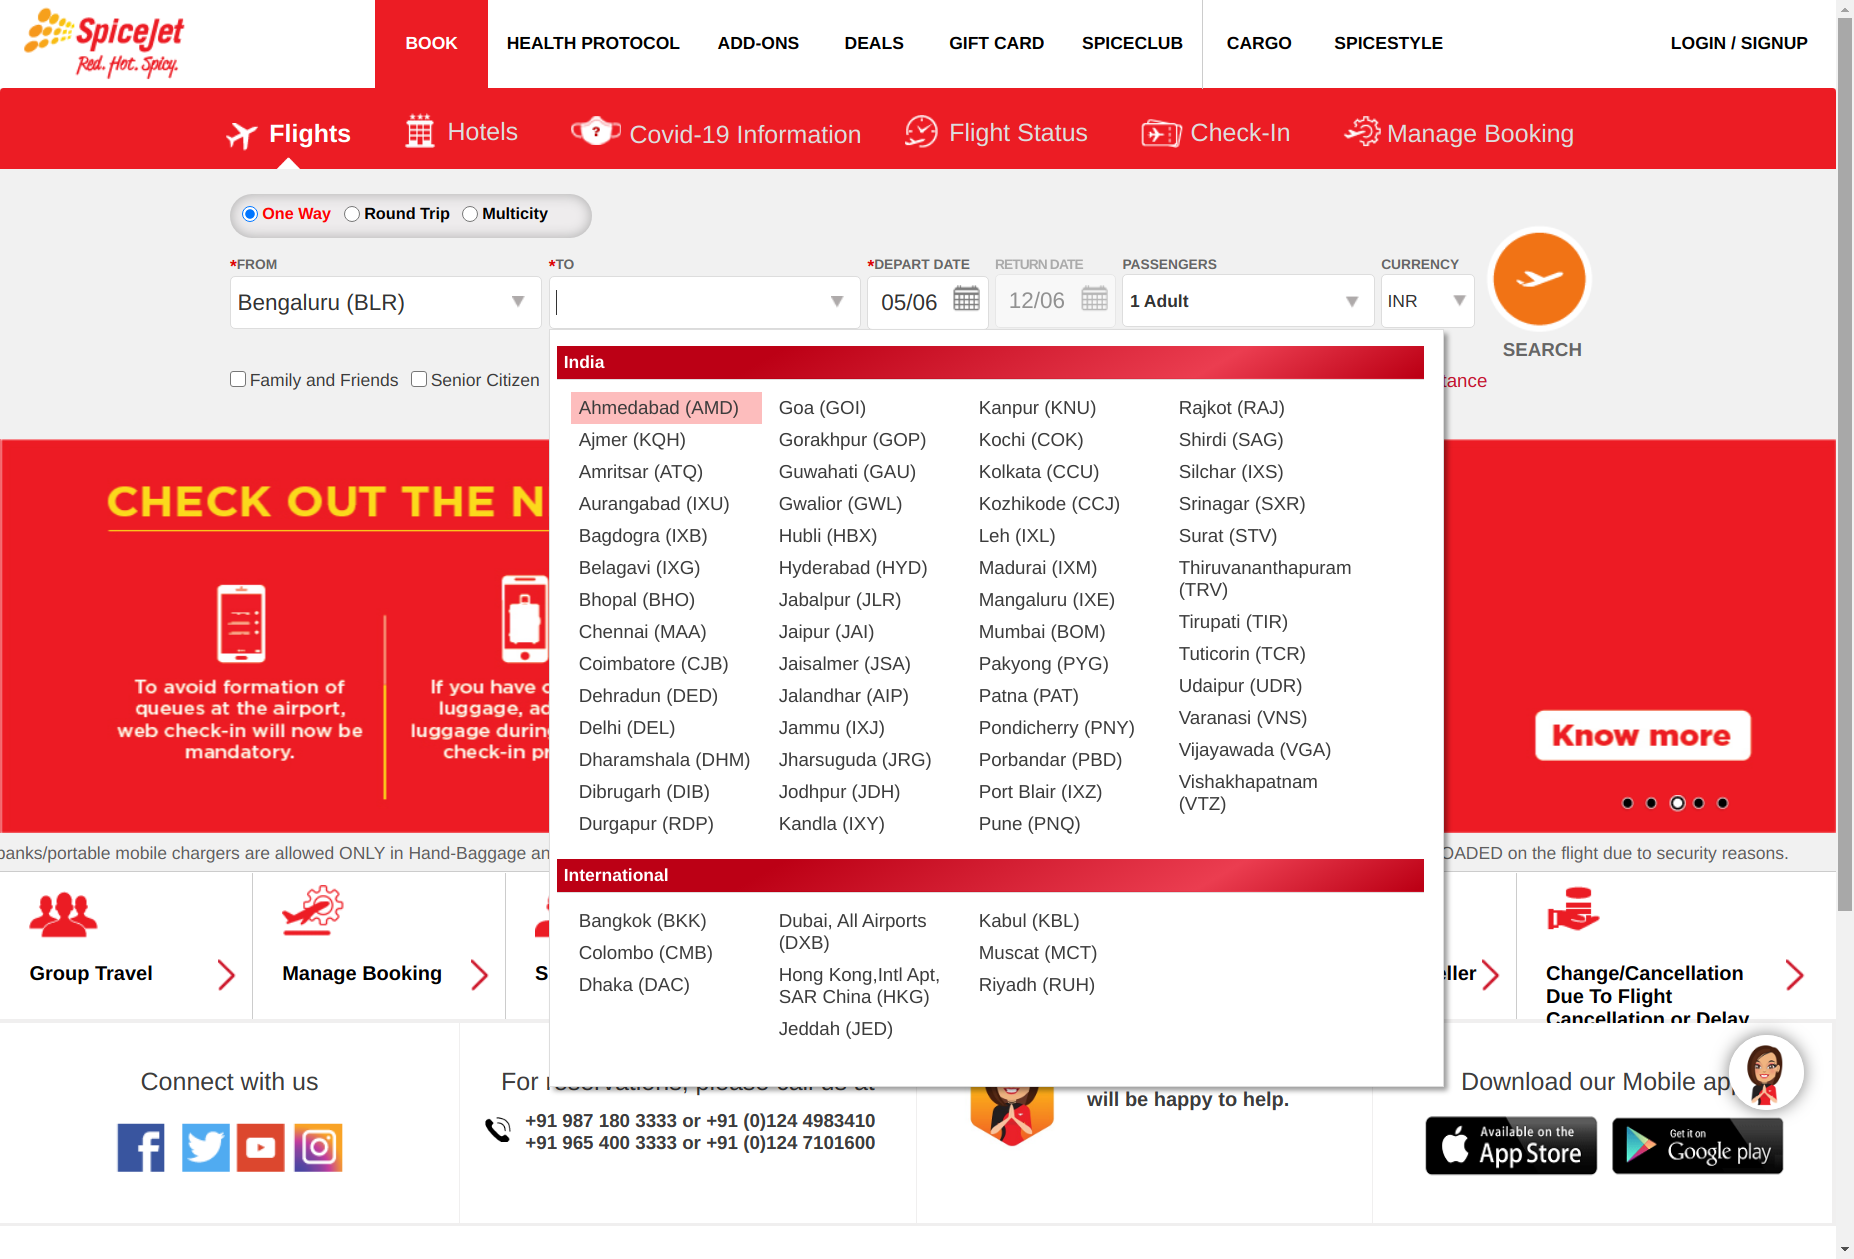 SpiceJet
Red. Hot. Spicy.
BOOK
HEALTH PROTOCOL
ADD-ONS
DEALS
GIFT CARD
SPICECLUB
CARGO
SPICESTYLE
LOGIN / SIGNUP
Flights
Hotels
?
Covid-19 Information
Flight Status
Check-In
Manage Booking
One Way
Round Trip
Multicity
*FROM
*TO
*DEPART DATE
RETURN DATE
PASSENGERS
CURRENCY
Bengaluru (BLR)
05/06
12/06
1 Adult
INR
SEARCH
Family and Friends
Senior Citizen
tance
India
Ahmedabad (AMD)
Ajmer (KQH)
Amritsar (ATQ)
Aurangabad (IXU)
Bagdogra (IXB)
Belagavi (IXG)
Bhopal (BHO)
Chennai (MAA)
Coimbatore (CJB)
Dehradun (DED)
Delhi (DEL)
Dharamshala (DHM)
Dibrugarh (DIB)
Durgapur (RDP)
Goa (GOI)
Gorakhpur (GOP)
Guwahati (GAU)
Gwalior (GWL)
Hubli (HBX)
Hyderabad (HYD)
Jabalpur (JLR)
Jaipur (JAI)
Jaisalmer (JSA)
Jalandhar (AIP)
Jammu (IXJ)
Jharsuguda (JRG)
Jodhpur (JDH)
Kandla (IXY)
Kanpur (KNU)
Kochi (COK)
Kolkata (CCU)
Kozhikode (CCJ)
Leh (IXL)
Madurai (IXM)
Mangaluru (IXE)
Mumbai (BOM)
Pakyong (PYG)
Patna (PAT)
Pondicherry (PNY)
Porbandar (PBD)
Port Blair (IXZ)
Pune (PNQ)
Rajkot (RAJ)
Shirdi (SAG)
Silchar (IXS)
Srinagar (SXR)
Surat (STV)
Thiruvananthapuram
(TRV)
Tirupati (TIR)
Tuticorin (TCR)
Udaipur (UDR)
Varanasi (VNS)
Vijayawada (VGA)
Vishakhapatnam
(VTZ)
International
Bangkok (BKK)
Colombo (CMB)
Dhaka (DAC)
Dubai, All Airports
(DXB)
Hong Kong,Intl Apt,
SAR China (HKG)
Jeddah (JED)
Kabul (KBL)
Muscat (MCT)
Riyadh (RUH)
CHECK OUT THE N
To avoid formation of
queues at the airport,
web check-in will now be
mandatory.
If you have
luggage, ad
luggage during
check-in pr
Know more
banks/portable mobile chargers are allowed ONLY in Hand-Baggage an
OADED on the flight due to security reasons.
Group Travel
Manage Booking
S
eller
Change/Cancellation
Due To Flight
Cancellation or Delay
Connect with us
For reservations, please call us at
+91 987 180 3333 or +91 (0)124 4983410
+91 965 400 3333 or +91 (0)124 7101600
will be happy to help.
Download our Mobile ap
Available on the
App Store
Get it on
Google play